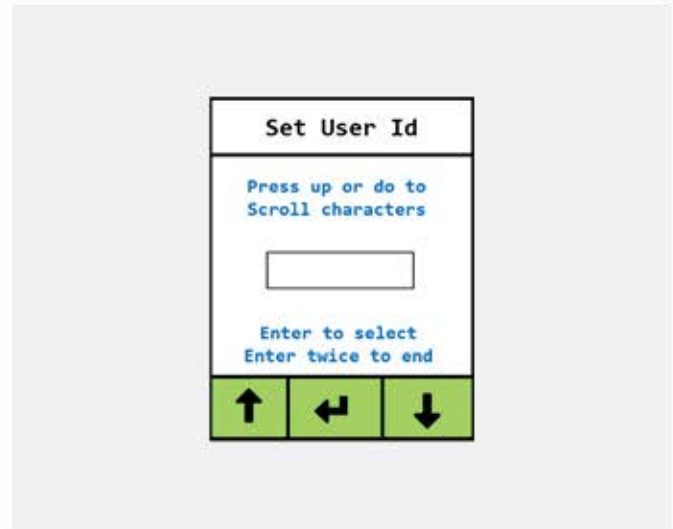 Set User Id
Press up or do to
Scroll characters
Enter to select
Enter twice to end